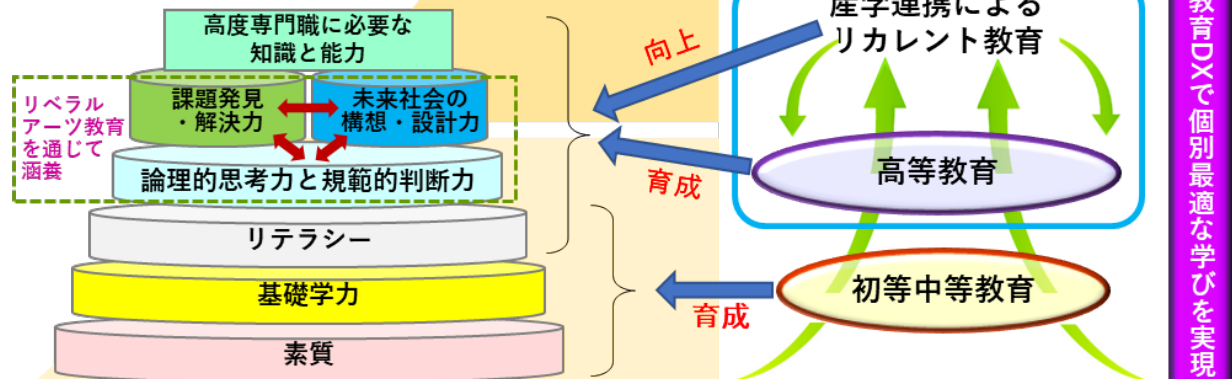 高度専門職に必要な
知識と能力
リベラル
アーツ教育
を通じて
涵養
課題発見
・解決力
未来社会の
構想・設計力
論理的思考力と規範的判断力
リテラシー
基礎学力
素質
向上
育成
育成
産学連携による
リカレント教育
高等教育
初等中等教育
教育DXで個別最適な学びを実現